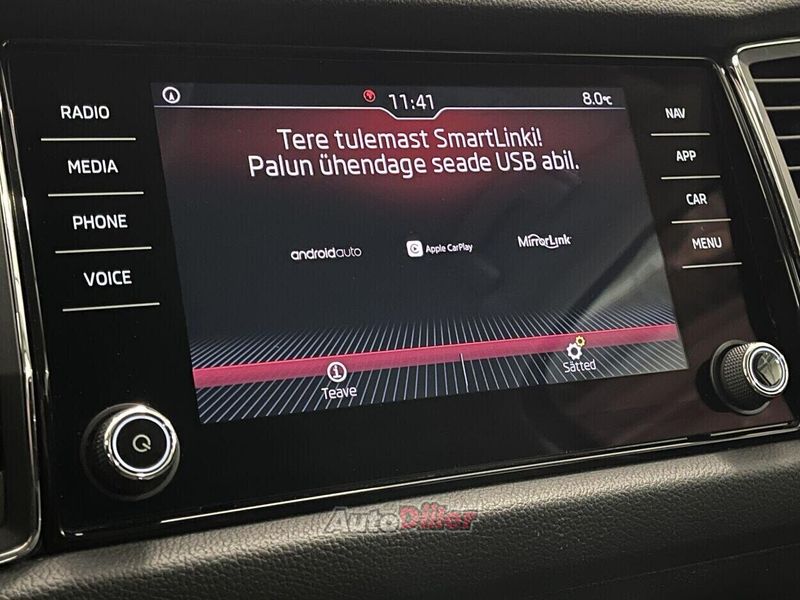 RADIO
MEDIA
PHONE
VOICE
11:41
8.0°C
Tere tulemast SmartLinki!
Palun ühendage seade USB abil.
androidauto
Apple CarPlay
MirrorLink
Teave
Sätted
NAV
APP
CAR
MENU
AutoDiiler